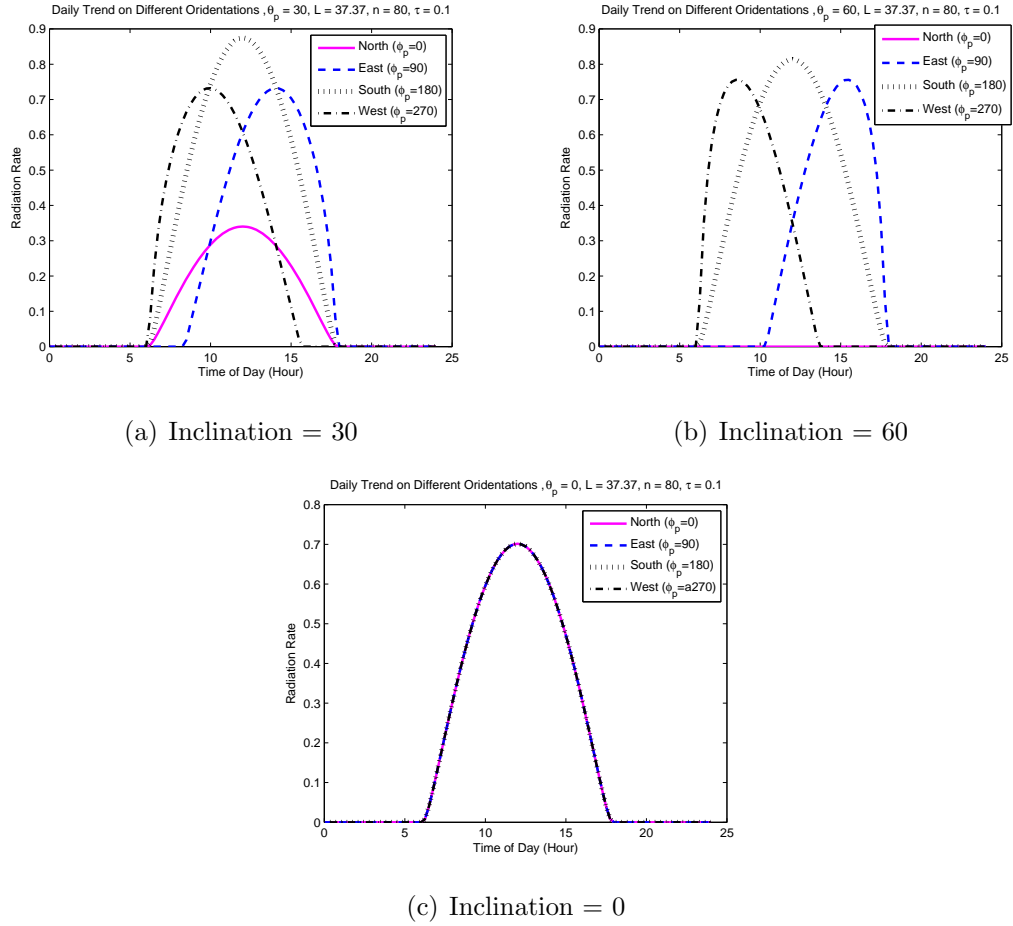 Daily Trend on Different Oridentations ,θp = 30, L = 37.37, n = 80, τ = 0.1
0.9
0.8
0.7
0.6
0.5
0.4
0.3
0.2
0.1
0
Radiation Rate
North (ϕp=0)
East (ϕp=90)
South (ϕp=180)
West (ϕp=270)
0 5 10 15 20 25
Time of Day (Hour)
(a) Inclination = 30
Daily Trend on Different Oridentations ,θp = 60, L = 37.37, n = 80, τ = 0.1
0.9
0.8
0.7
0.6
0.5
0.4
0.3
0.2
0.1
0
Radiation Rate
North (ϕp=0)
East (ϕp=90)
South (ϕp=180)
West (ϕp=270)
0 5 10 15 20 25
Time of Day (Hour)
(b) Inclination = 60
Daily Trend on Different Oridentations ,θp = 0, L = 37.37, n = 80, τ = 0.1
0.8
0.7
0.6
0.5
0.4
0.3
0.2
0.1
0
Radiation Rate
North (ϕp=0)
East (ϕp=90)
South (ϕp=180)
West (ϕp=a270)
0 5 10 15 20 25
Time of Day (Hour)
(c) Inclination = 0